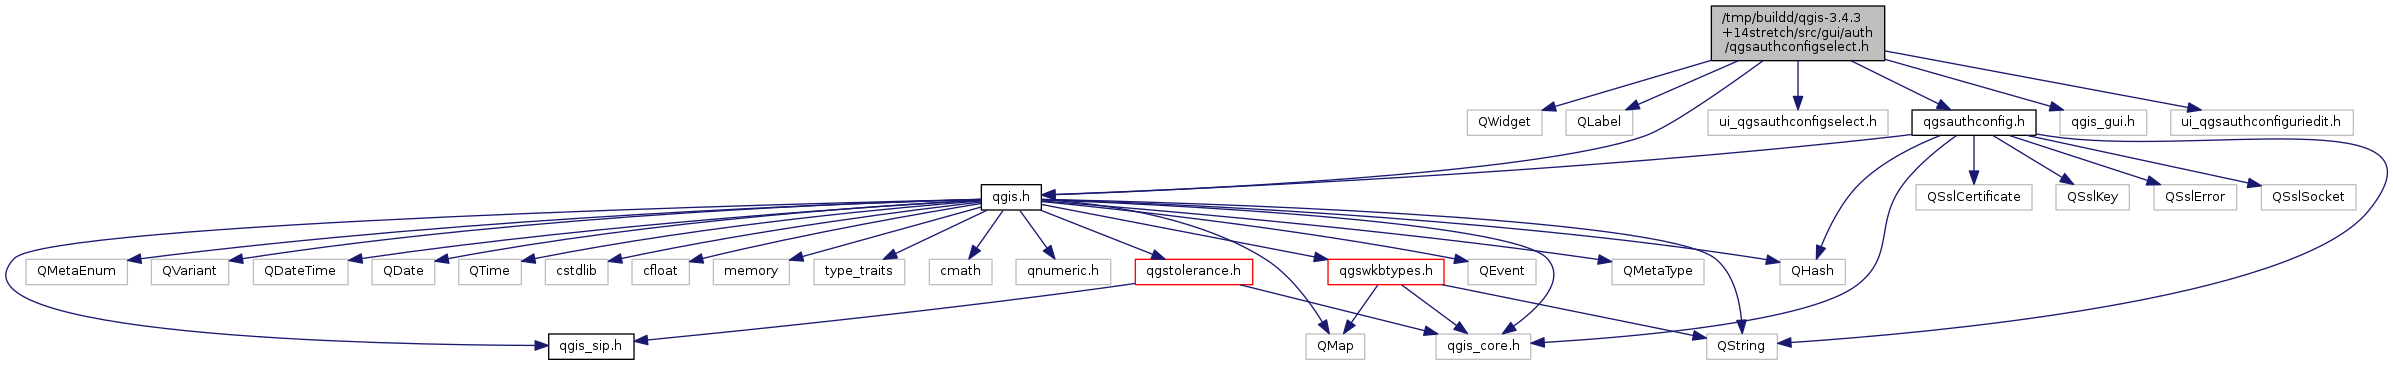 /tmp/buildd/qgis-3.4.3
+14stretch/src/gui/auth
/qgsauthconfigselect.h
QWidget
QLabel
ui_qgsauthconfigselect.h
qgsauthconfig.h
qgis_gui.h
ui_qgsauthconfiguriedit.h
qgis.h
QSslCertificate
QSslKey
QSslError
QSslSocket
QMetaEnum
QVariant
QDateTime
QDate
QTime
cstdlib
cfloat
memory
type_traits
cmath
qnumeric.h
qgstolerance.h
qgswkbtypes.h
QEvent
QMetaType
QHash
qgis_sip.h
QMap
qgis_core.h
QString